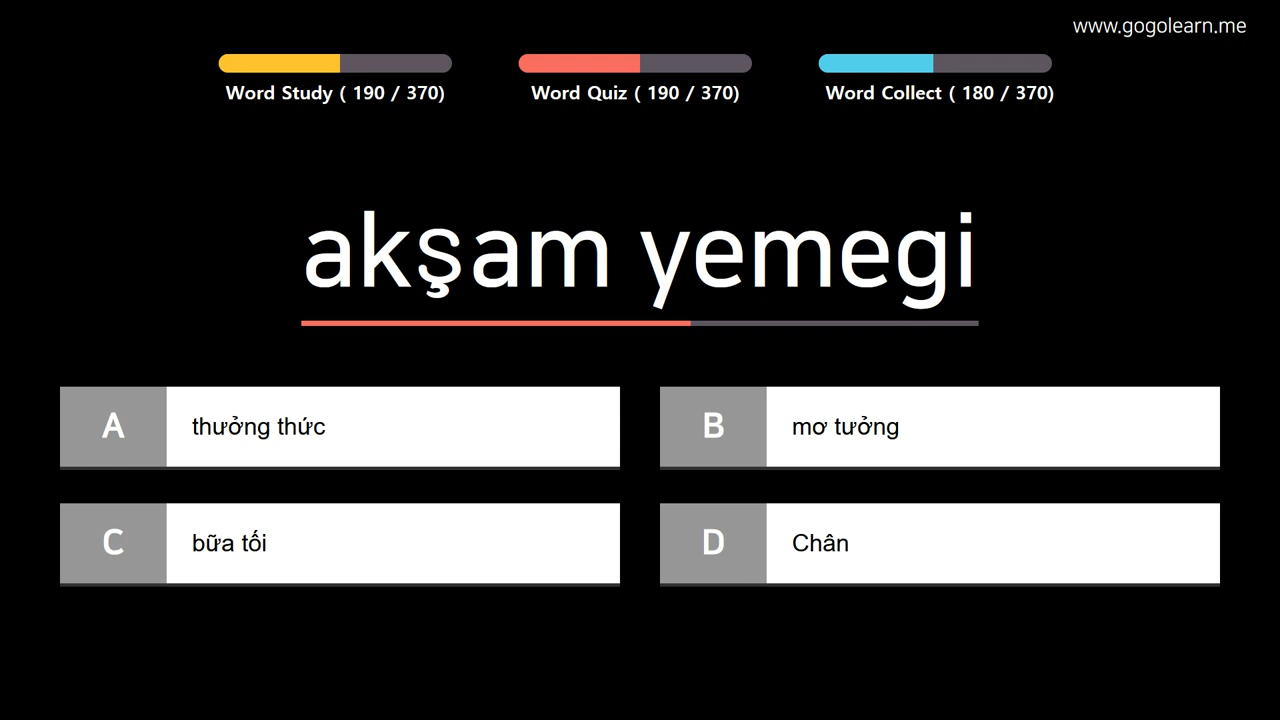 www.gogolearn.me
Word Study ( 190 / 370)
Word Quiz ( 190 / 370)
Word Collect ( 180 / 370)
akşam yemegi
A thưởng thức
B mơ tưởng
C bữa tối
D Chân